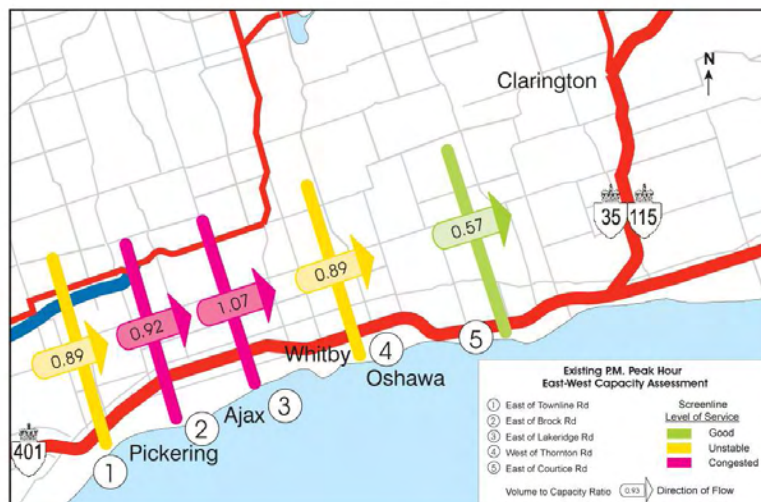 Clarington
N
35
115
0.57
0.89
1.07
0.92
0.89
Whitby
4
5
Oshawa
Ajax
3
2
Pickering
1
401
Existing P.M. Peak Hour
East-West Capacity Assessment
1 East of Townline Rd
2 East of Brock Rd
3 East of Lakeridge Rd
4 West of Thornton Rd
5 East of Courtice Rd
Screenline
Level of Service
Good
Unstable
Congested
Volume to Capacity Ratio 0.93 Direction of Flow